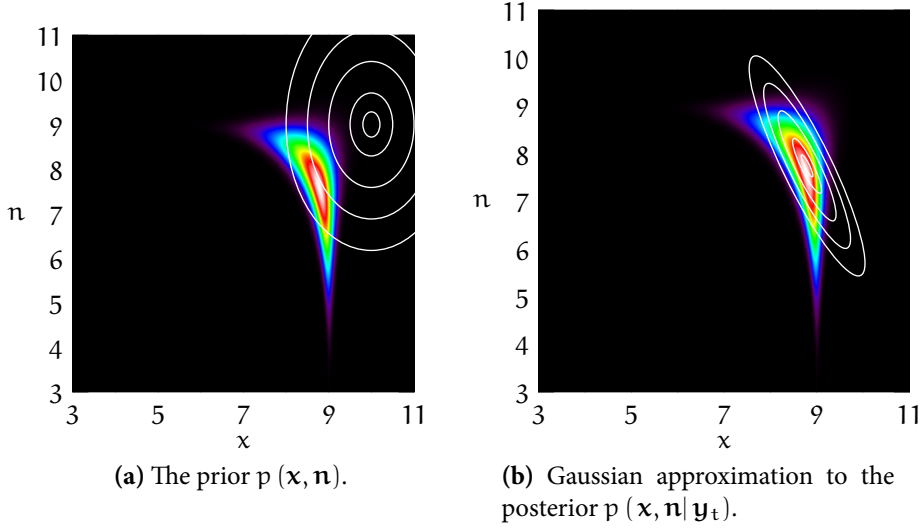 11
10
9
8
7
6
5
4
3
n
3 5 7 9 11
x
(a) The prior p (x, n).
11
10
9
8
7
6
5
4
3
n
3 5 7 9 11
x
(b) Gaussian approximation to the
posterior p (x, n| y_t).